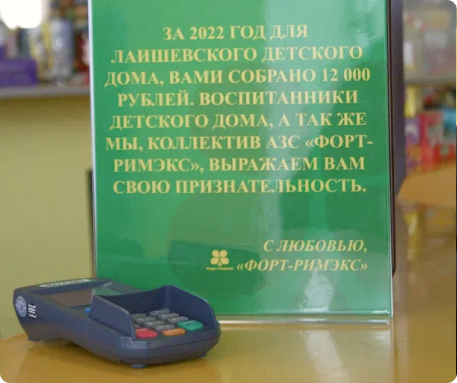 ЗА 2022 ГОД ДЛЯ
ЛАИШЕВСКОГО ДЕТСКОГО
ДОМА, ВАМИ СОБРАНО 12 000
РУБЛЕЙ. ВОСПИТАННИКИ
ДЕТСКОГО ДОМА, А ТАК ЖЕ
МЫ, КОЛЛЕКТИВ АЗС «ФОРТ-
РИМЭКС», ВЫРАЖАЕМ ВАМ
СВОЮ ПРИЗНАТЕЛЬНОСТЬ.
С ЛЮБОВЬЮ,
«ФОРТ-РИМЭКС»
EAC